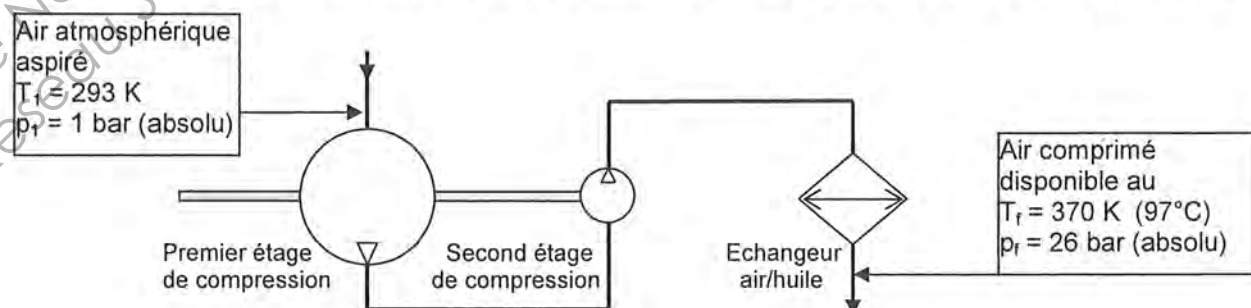 Air atmosphérique
aspiré
T₁ = 293 K
p₁ = 1 bar (absolu)
Premier étage
de compression
Second étage
de compression
Echangeur
air/huile
Air comprimé
disponible au
T_f = 370 K (97°C)
p_f = 26 bar (absolu)